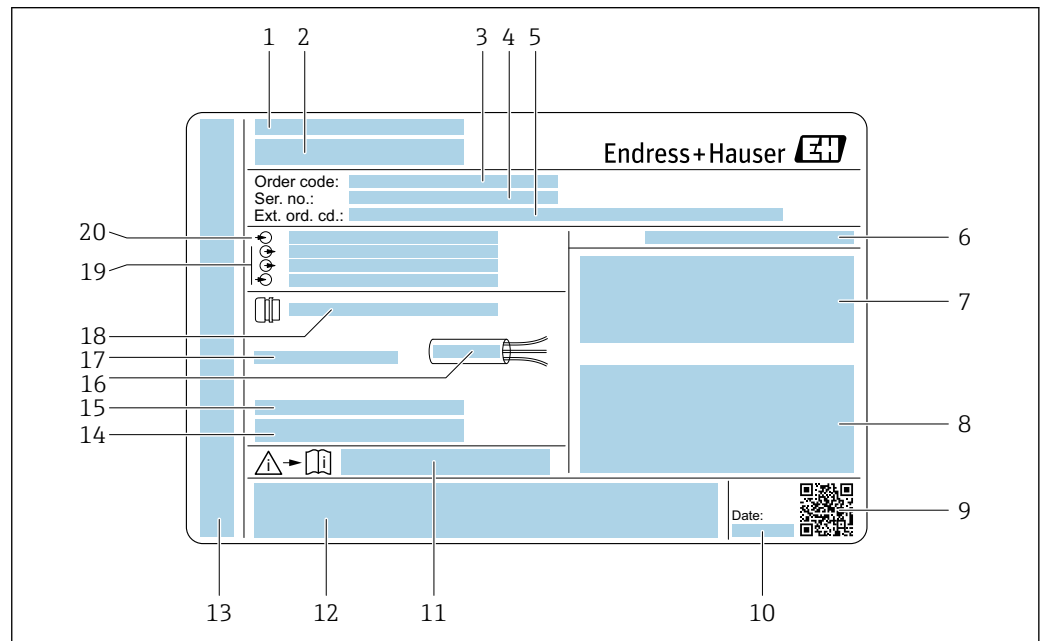 1 2 3 4 5
Endress+Hauser EH
Order code:
Ser. no.:
Ext. ord. cd.:
20
6
19
7
18
17
16
15
8
14
i i
9
Date:
13 12 11 10